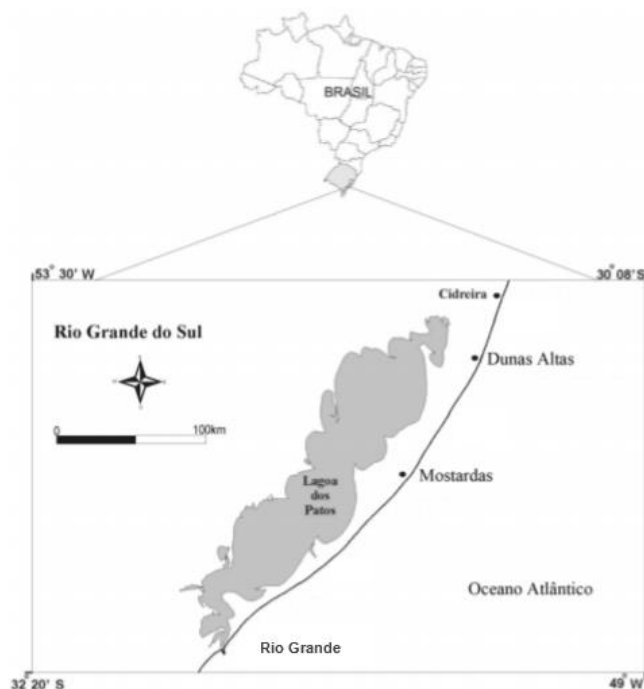 BRASIL
53° 30' W
30° 08'S
Cidreira
Rio Grande do Sul
Dunas Altas
0
100km
Mostardas
Lagoa
dos
Patos
Oceano Atlântico
Rio Grande
32° 20' S
49° W